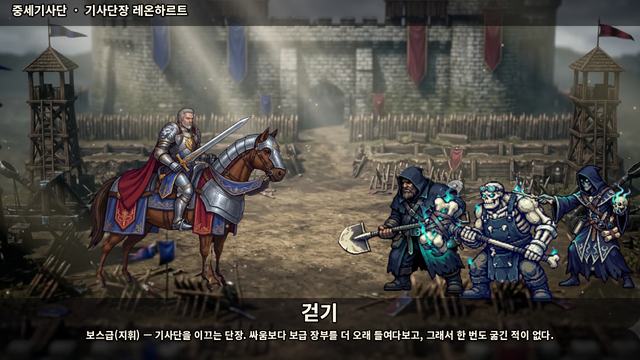 중세기사단 · 기사단장 레온하르트
걷기
보스급(지휘) — 기사단을 이끄는 단장. 싸움보다 보급 장부를 더 오래 들여다보고, 그래서 한 번도 굶긴 적이 없다.